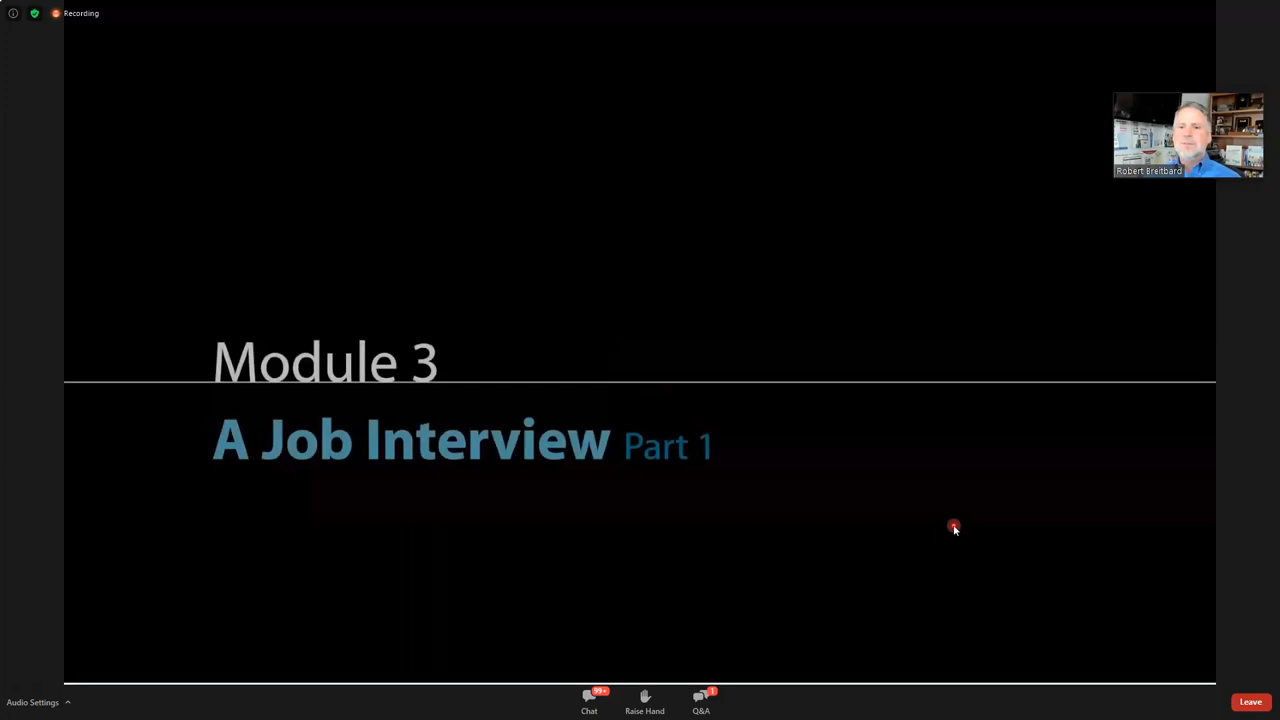 Recording
Robert Breitbard
Module 3
A Job Interview Part 1
Audio Settings
99+
1
Chat
Raise Hand
Q&A
Leave